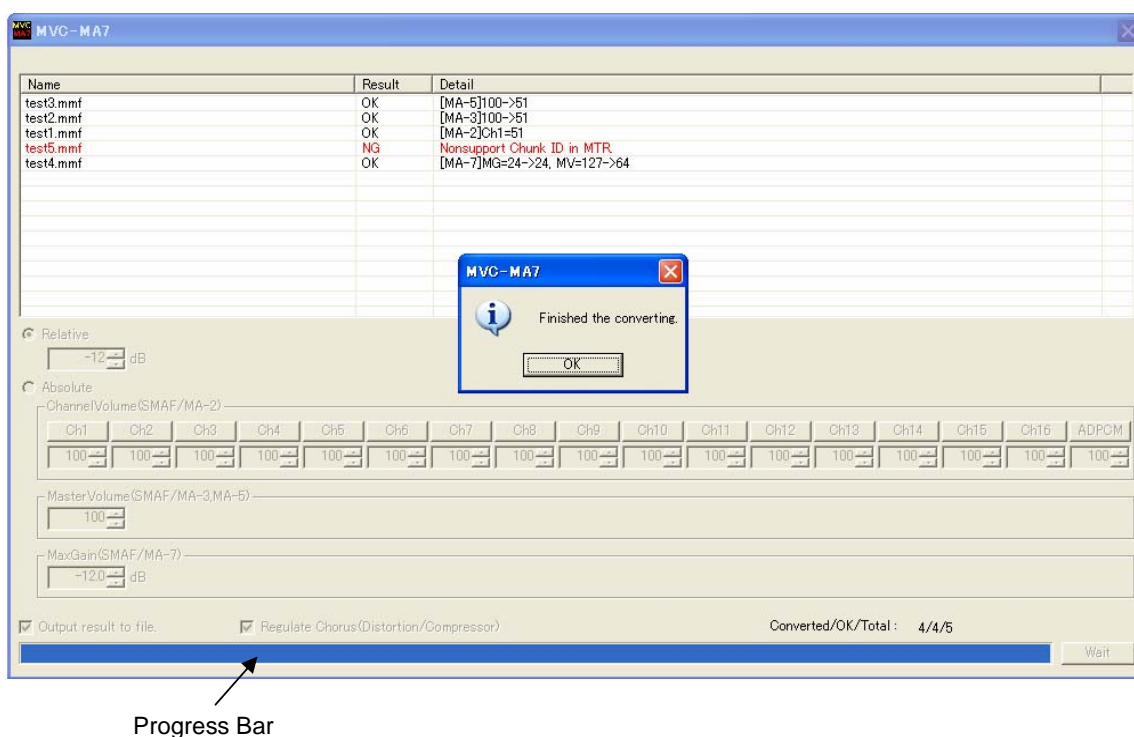 MVC MA7 MVC-MA7
Name Result Detail
test3.mmf OK [MA-5]100->51
test2.mmf OK [MA-3]100->51
test1.mmf OK [MA-2]Ch1=51
test5.mmf NG Nonsupport Chunk ID in MTR
test4.mmf OK [MA-7]MG=24->24, MV=127->64
MVC-MA7
Finished the converting.
OK
Relative
-12 dB
Absolute
ChannelVolume(SMAF/MA-2)
Ch1 Ch2 Ch3 Ch4 Ch5 Ch6 Ch7 Ch8 Ch9 Ch10 Ch11 Ch12 Ch13 Ch14 Ch15 Ch16 ADPCM
100 100 100 100 100 100 100 100 100 100 100 100 100 100 100 100 100
MasterVolume(SMAF/MA-3,MA-5)
100
MaxGain(SMAF/MA-7)
-12.0 dB
Output result to file. Regulate Chorus(Distortion/Compressor) Converted/OK/Total : 4/4/5
Wait
Progress Bar